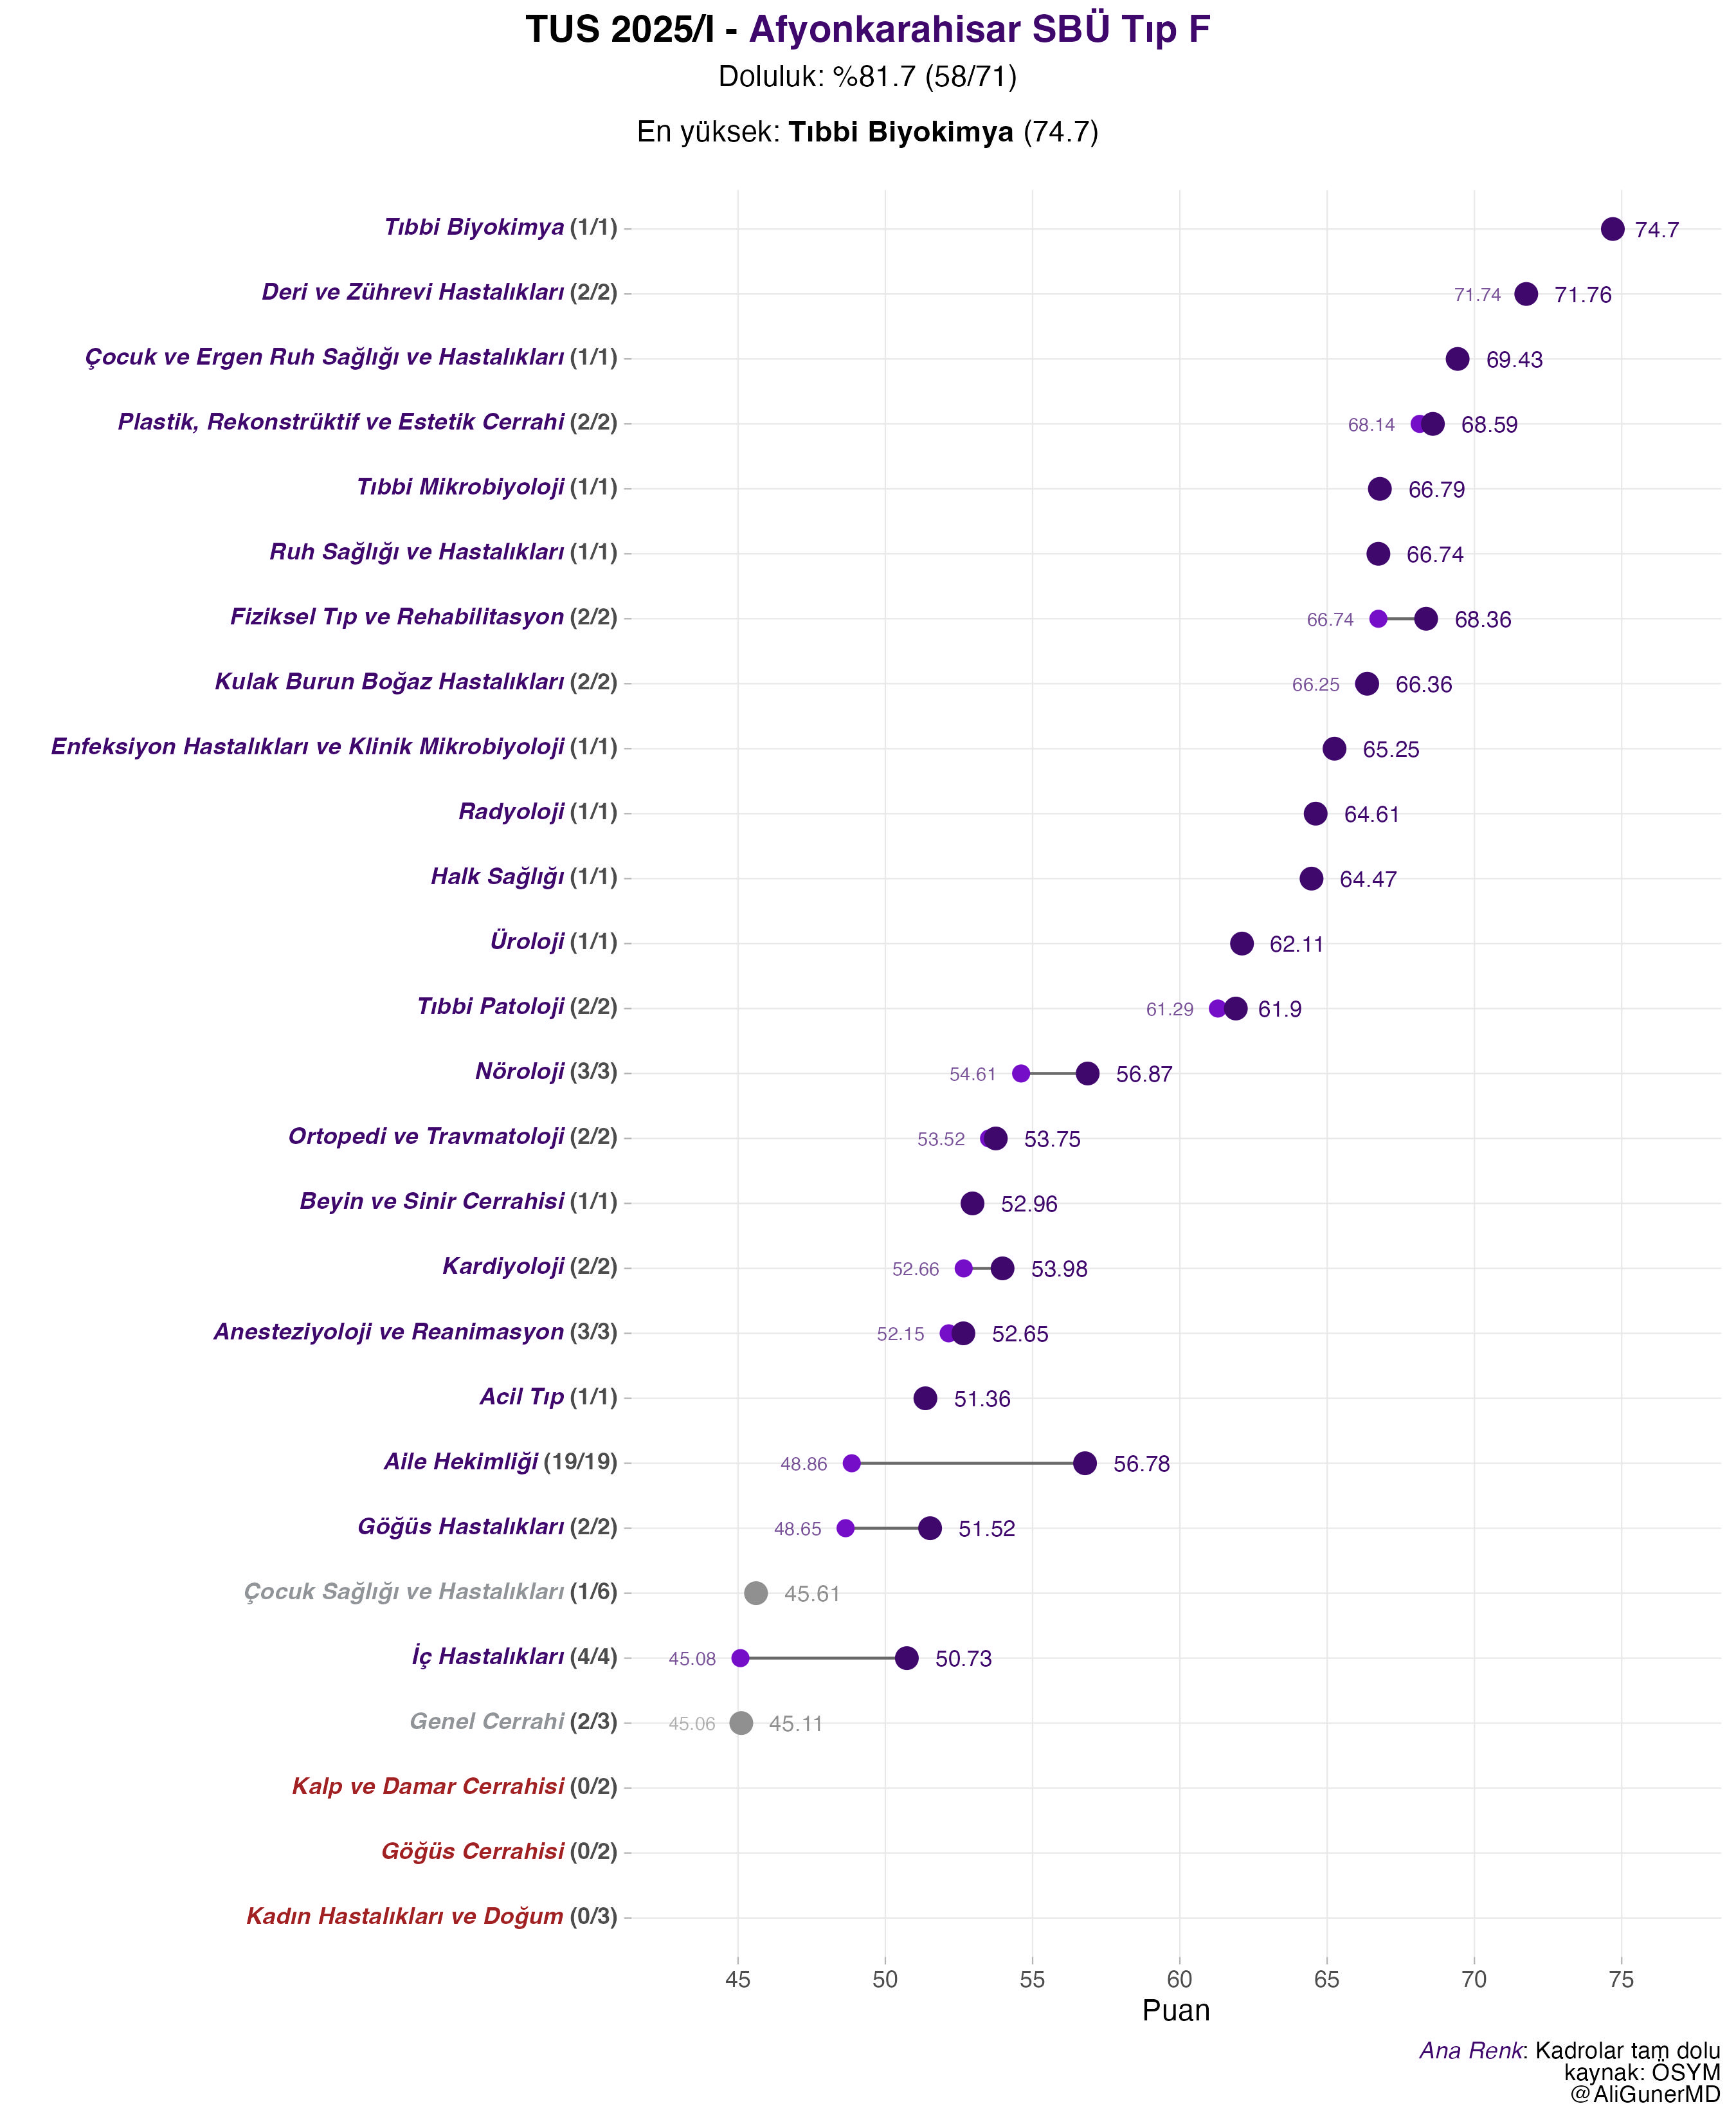 TUS 2025/I - Afyonkarahisar SBÜ Tıp F
Doluluk: %81.7 (58/71)
En yüksek: Tıbbi Biyokimya (74.7)
Tıbbi Biyokimya (1/1) 74.7
Deri ve Zührevi Hastalıkları (2/2) 71.74 71.76
Çocuk ve Ergen Ruh Sağlığı ve Hastalıkları (1/1) 69.43
Plastik, Rekonstrüktif ve Estetik Cerrahi (2/2) 68.14 68.59
Tıbbi Mikrobiyoloji (1/1) 66.79
Ruh Sağlığı ve Hastalıkları (1/1) 66.74
Fiziksel Tıp ve Rehabilitasyon (2/2) 66.74 68.36
Kulak Burun Boğaz Hastalıkları (2/2) 66.25 66.36
Enfeksiyon Hastalıkları ve Klinik Mikrobiyoloji (1/1) 65.25
Radyoloji (1/1) 64.61
Halk Sağlığı (1/1) 64.47
Üroloji (1/1) 62.11
Tıbbi Patoloji (2/2) 61.29 61.9
Nöroloji (3/3) 54.61 56.87
Ortopedi ve Travmatoloji (2/2) 53.52 53.75
Beyin ve Sinir Cerrahisi (1/1) 52.96
Kardiyoloji (2/2) 52.66 53.98
Anesteziyoloji ve Reanimasyon (3/3) 52.15 52.65
Acil Tıp (1/1) 51.36
Aile Hekimliği (19/19) 48.86 56.78
Göğüs Hastalıkları (2/2) 48.65 51.52
Çocuk Sağlığı ve Hastalıkları (1/6) 45.61
İç Hastalıkları (4/4) 45.08 50.73
Genel Cerrahi (2/3) 45.06 45.11
Kalp ve Damar Cerrahisi (0/2)
Göğüs Cerrahisi (0/2)
Kadın Hastalıkları ve Doğum (0/3)
45 50 55 60 65 70 75
Puan
Ana Renk: Kadrolar tam dolu
kaynak: ÖSYM
@AliGunerMD